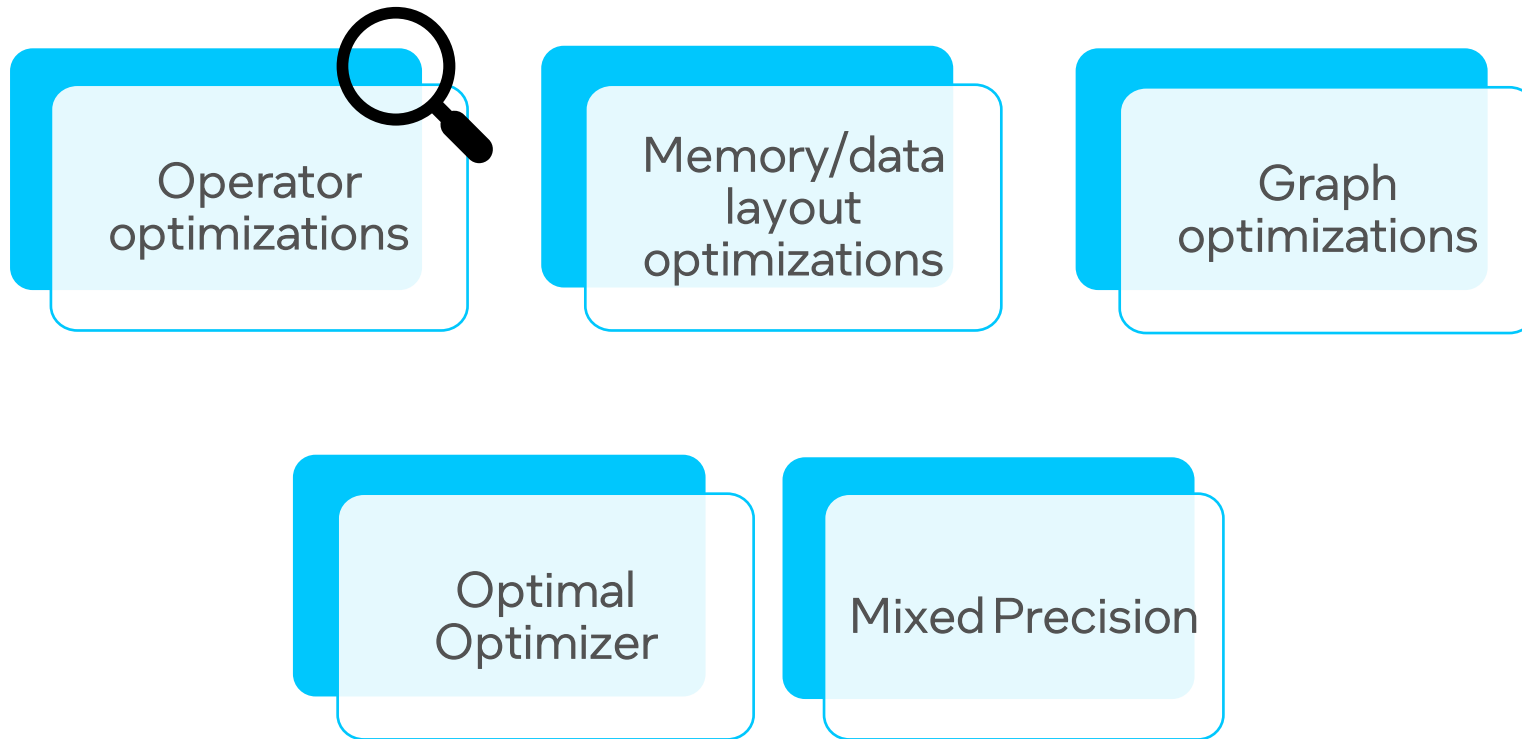 Operator
optimizations
Memory/data
layout
optimizations
Graph
optimizations
Optimal
Optimizer
Mixed Precision